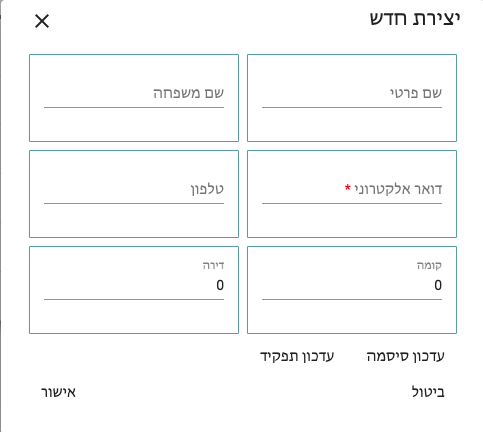 יצירת חדש
שם פרטי
שם משפחה
דואר אלקטרוני *
טלפון
קומה
0
דירה
0
עדכון סיסמה
עדכון תפקיד
ביטול
אישור